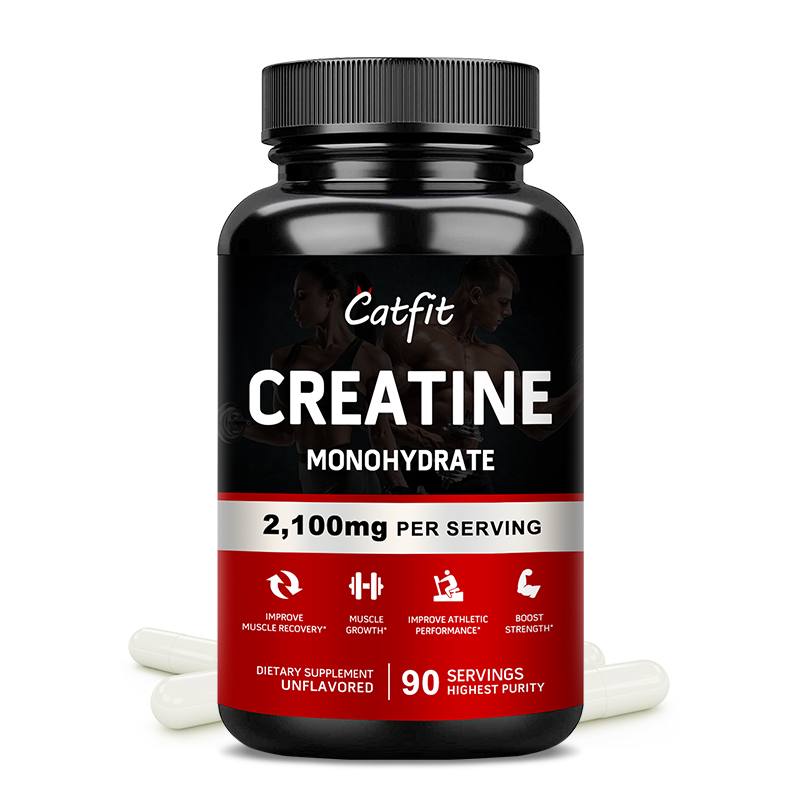 Catfit
CREATINE
MONOHYDRATE
2,100mg PER SERVING
IMPROVE
MUSCLE RECOVERY*
MUSCLE
GROWTH*
IMPROVE ATHLETIC
PERFORMANCE*
BOOST
STRENGTH*
DIETARY SUPPLEMENT
UNFLAVORED
90 SERVINGS
HIGHEST PURITY